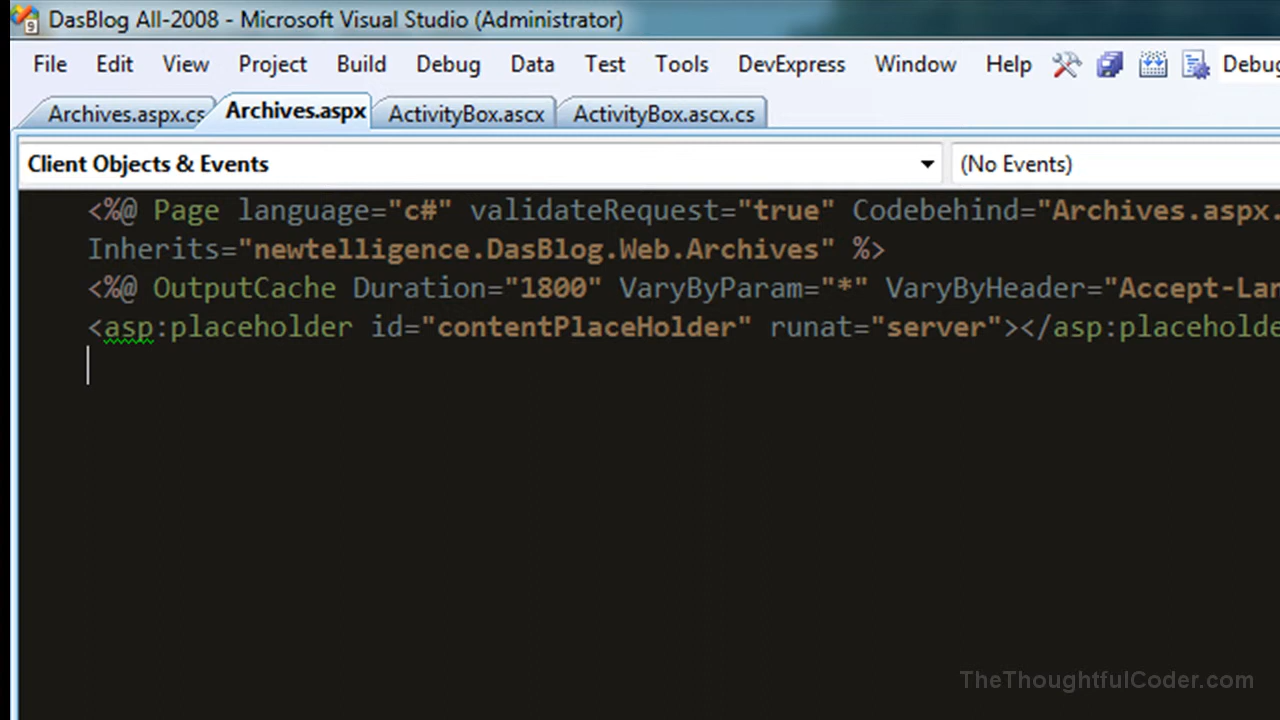 DasBlog All-2008 - Microsoft Visual Studio (Administrator)
File Edit View Project Build Debug Data Test Tools DevExpress Window Help Debug
Archives.aspx.cs Archives.aspx ActivityBox.ascx ActivityBox.ascx.cs
Client Objects & Events (No Events)
<%@ Page language="c#" validateRequest="true" Codebehind="Archives.aspx.
Inherits="newtelligence.DasBlog.Web.Archives" %>
<%@ OutputCache Duration="1800" VaryByParam="*" VaryByHeader="Accept-Lan
<asp:placeholder id="contentPlaceHolder" runat="server"></asp:placeholde
TheThoughtfulCoder.com